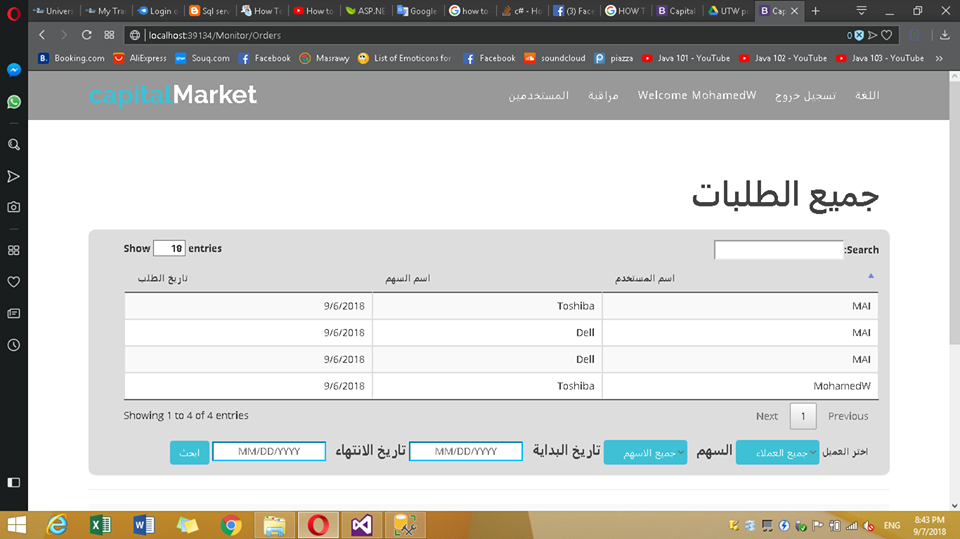 Univers My Tra Login o Sql serv How To How to ASP.NE Google how to c# - Ho (3) Fac HOW T Capital UTW p Cap
localhost:39134/Monitor/Orders
Booking.com AliExpress Souq.com Facebook Masrawy List of Emoticons for Facebook soundcloud piazza Java 101 - YouTube Java 102 - YouTube Java 103 - YouTube
capitalMarket
اللغة تسجيل خروج Welcome MohamedW مراقبة المستخدمين
جميع الطلبات
Show 10 entries
Search:
اسم المستخدم اسم السهم تاريخ الطلب
MAI Toshiba 9/6/2018
MAI Dell 9/6/2018
MAI Dell 9/6/2018
MohamedW Toshiba 9/6/2018
Showing 1 to 4 of 4 entries
Next 1 Previous
اختر العميل جميع العملاء السهم جميع الاسهم تاريخ البداية MM/DD/YYYY تاريخ الانتهاء MM/DD/YYYY ابحث
ENG
8:43 PM
9/7/2018